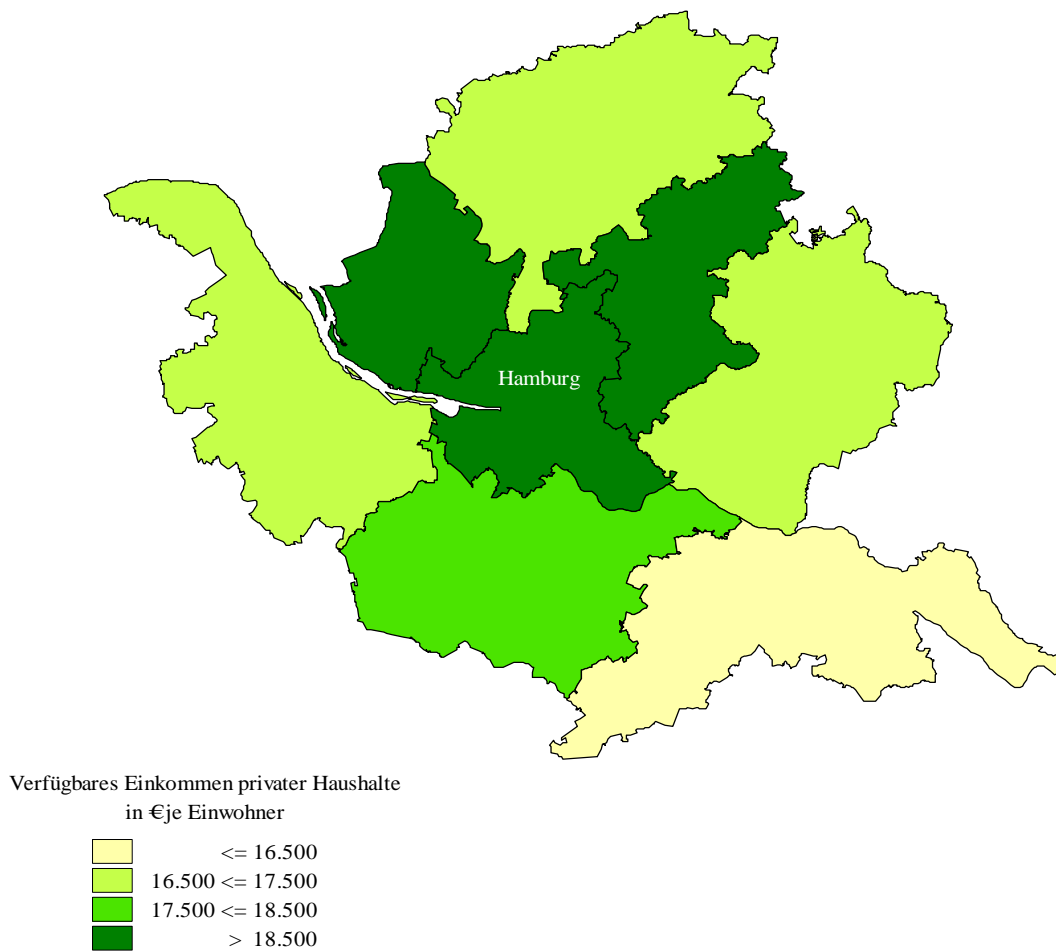 Hamburg
Verfügbares Einkommen privater Haushalte
in €je Einwohner
<= 16.500
16.500 <= 17.500
17.500 <= 18.500
> 18.500